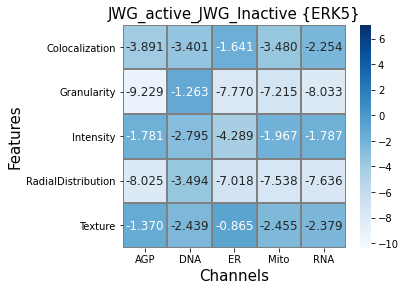 JWG_active_JWG_Inactive {ERK5}
Features
Colocalization -3.891 -3.401 -1.641 -3.480 -2.254
Granularity -9.229 -1.263 -7.770 -7.215 -8.033
Intensity -1.781 -2.795 -4.289 -1.967 -1.787
RadialDistribution -8.025 -3.494 -7.018 -7.538 -7.636
Texture -1.370 -2.439 -0.865 -2.455 -2.379
AGP DNA ER Mito RNA
Channels
6
4
2
0
−2
−4
−6
−8
−10